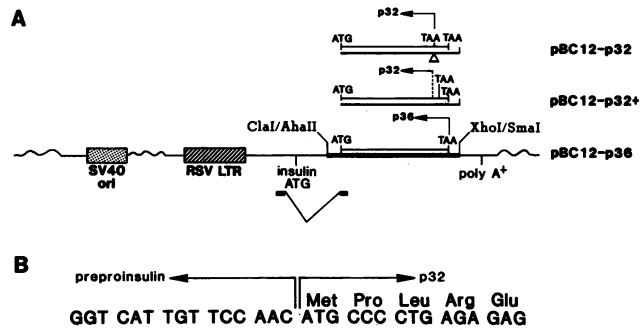 A
p32
ATG TAA TAA
pBC12-p32
p32
TAA
ATG TAA
pBC12-p32+
p36
ClaI/AhaII XhoI/SmaI
ATG TAA
pBC12-p36
SV40 ori
RSV LTR
insulin ATG
poly A+
B
preproinsulin p32
Met Pro Leu Arg Glu
GGT CAT TGT TCC AAC ATG CCC CTG AGA GAG